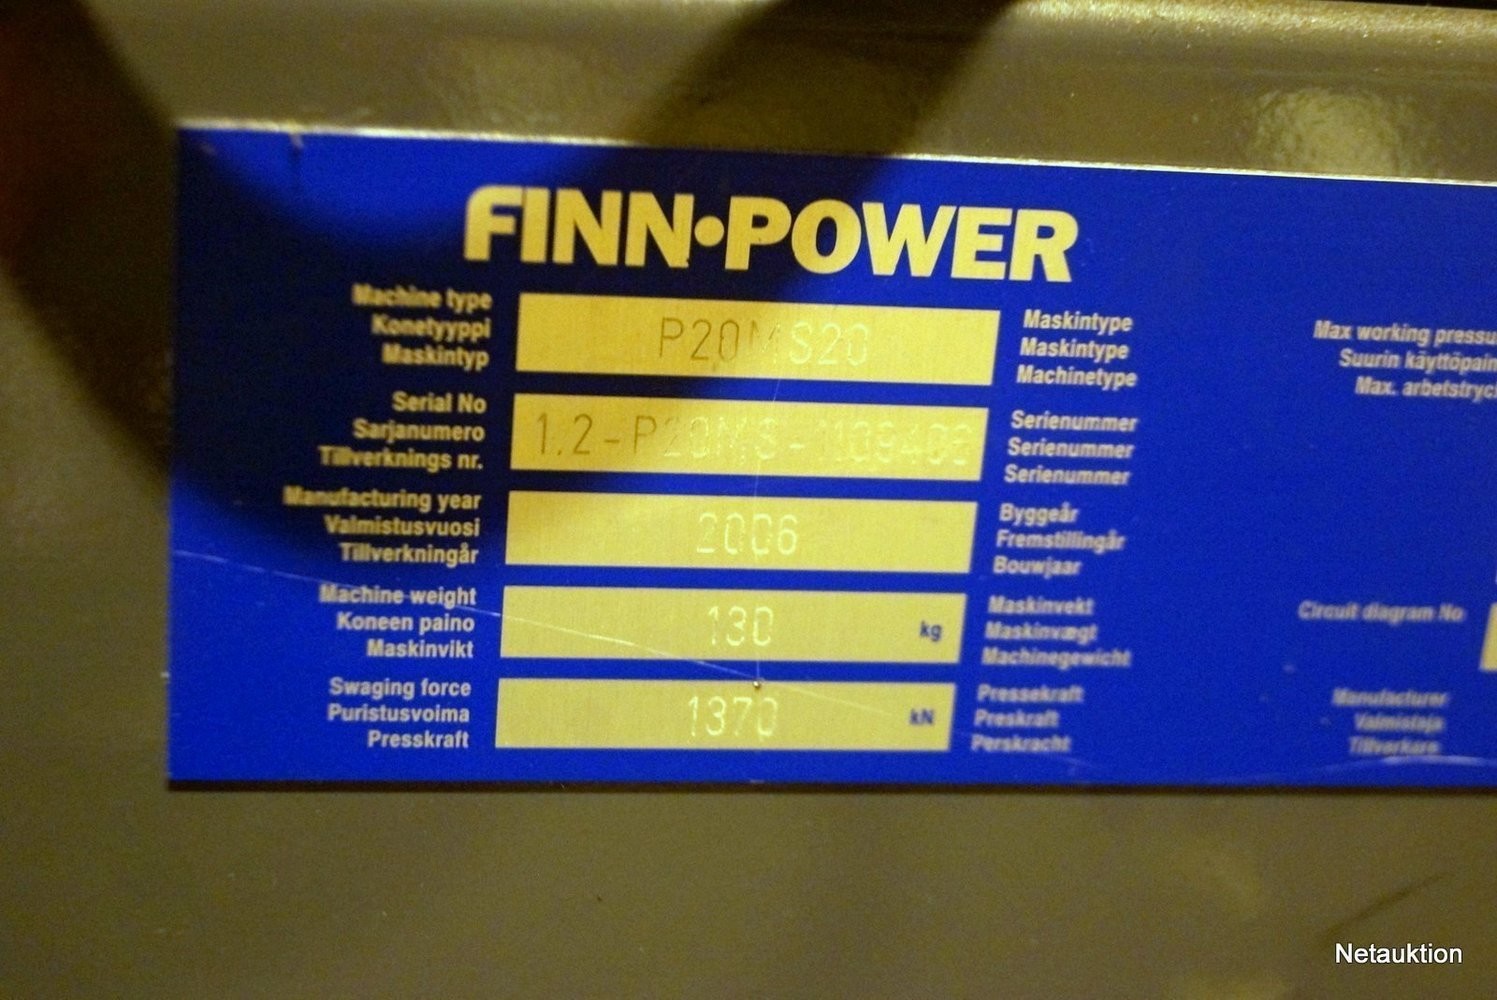 FINN•POWER
Machine type
Konetyyppi
Maskintyp
P20MS20
Maskintype
Maskintype
Machinetype
Max working pressu
Suurin käyttöpain
Max. arbetstryc
Serial No
Sarjanumero
Tillverknings nr.
Serienummer
Serienummer
Serienummer
Manufacturing year
Valmistusvuosi
Tillverkningår
2006
Byggeår
Fremstillingår
Bouwjaar
Machine weight
Koneen paino
Maskinvikt
130 kg
Maskinvekt
Maskinvægt
Machinegewicht
Circuit diagram No
Swaging force
Puristusvoima
Presskraft
1370 kN
Pressekraft
Preskraft
Perskracht
Manufacturer
Valmistaja
Tillverkare
Netauktion